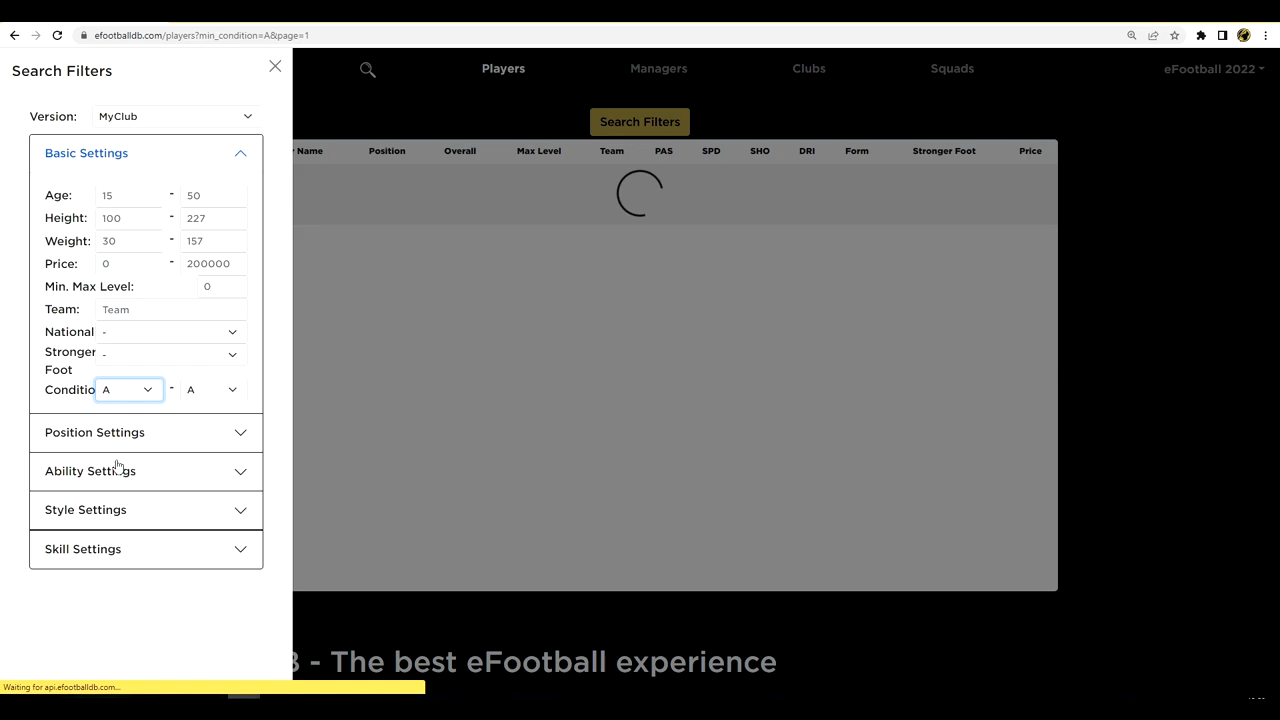 efootballdb.com/players?min_condition=A&page=1
Search Filters
Players Managers Clubs Squads eFootball 2022
Version: MyClub
Search Filters
Basic Settings
Name Position Overall Max Level Team PAS SPD SHO DRI Form Stronger Foot Price
Age: 15 - 50
Height: 100 - 227
Weight: 30 - 157
Price: 0 - 200000
Min. Max Level: 0
Team: Team
National -
Stronger -
Foot
Conditio A - A
Position Settings
Ability Settings
Style Settings
Skill Settings
- The best eFootball experience
Waiting for api.efootballdb.com...